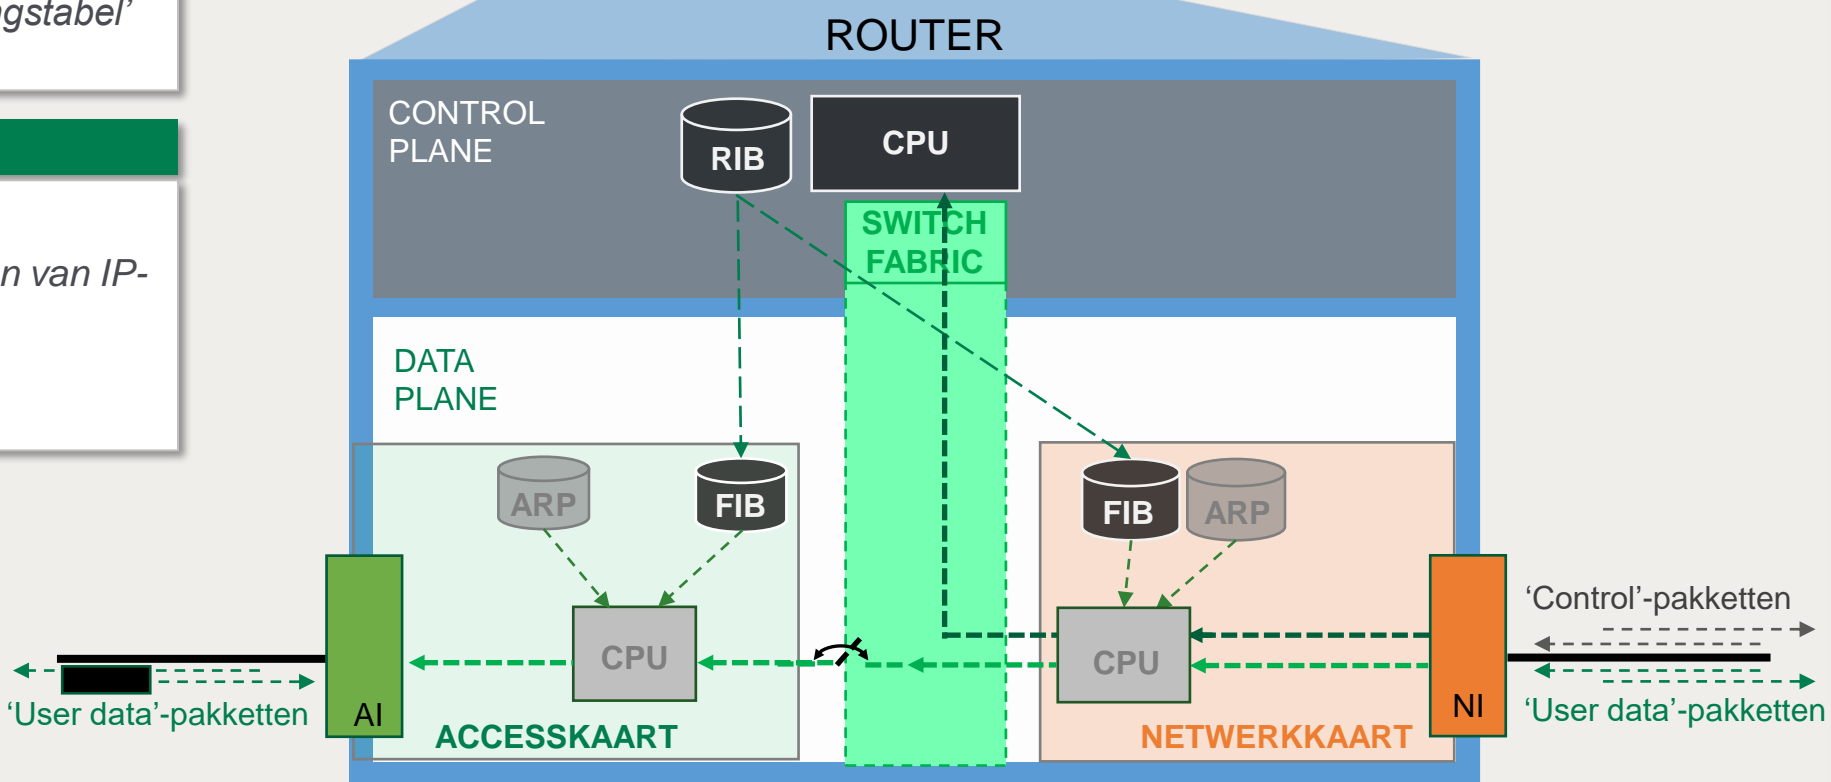 ngstabel’
n van IP-
ROUTER
CONTROL
PLANE
RIB
CPU
SWITCH
FABRIC
DATA
PLANE
ARP
FIB
CPU
AI
ACCESSKAART
‘User data’-pakketten
FIB
ARP
CPU
NI
NETWERKKAART
‘Control’-pakketten
‘User data’-pakketten